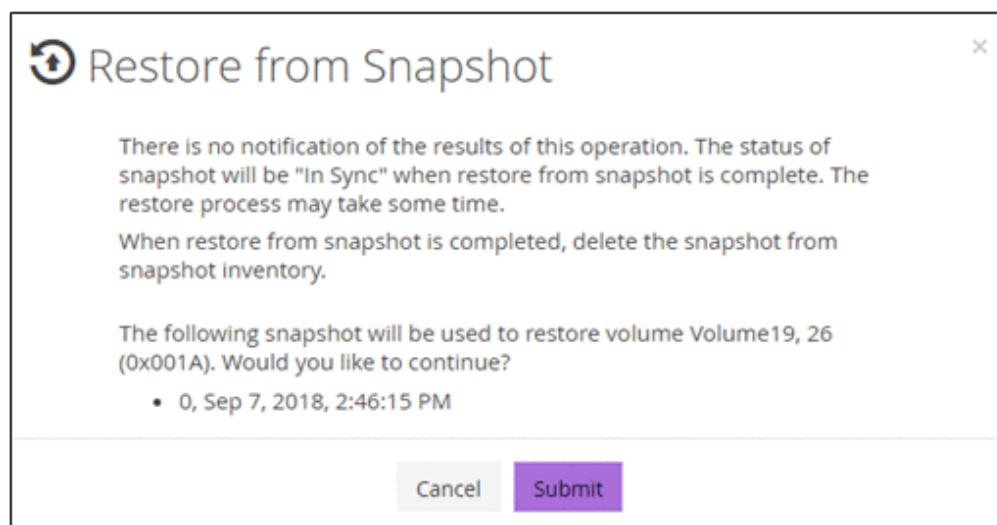 Restore from Snapshot
There is no notification of the results of this operation. The status of
snapshot will be "In Sync" when restore from snapshot is complete. The
restore process may take some time.
When restore from snapshot is completed, delete the snapshot from
snapshot inventory.
The following snapshot will be used to restore volume Volume19, 26
(0x001A). Would you like to continue?
• 0, Sep 7, 2018, 2:46:15 PM
Cancel Submit